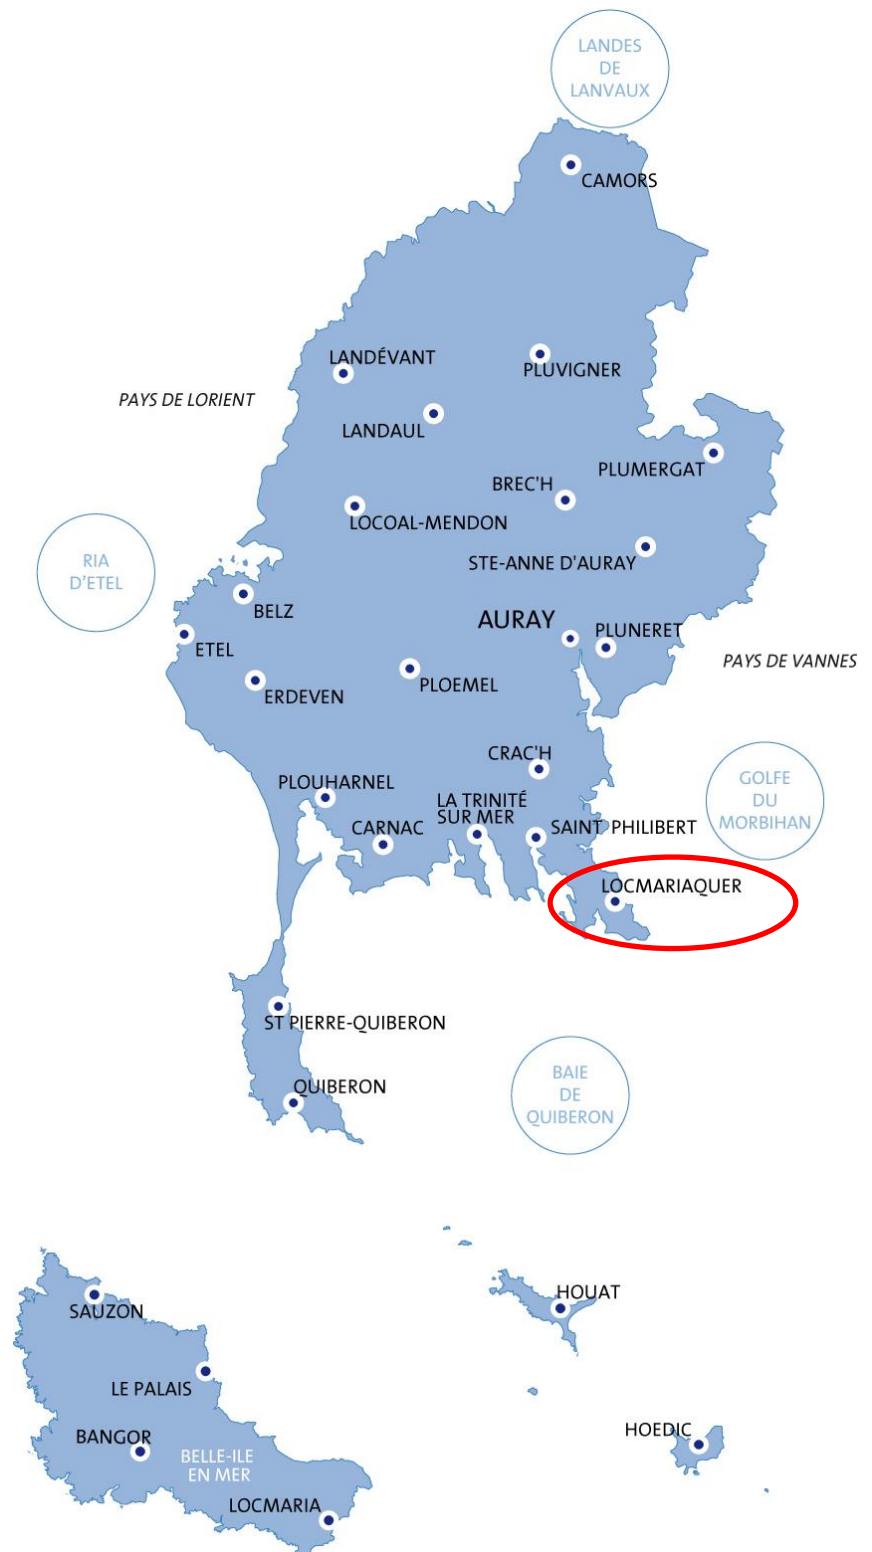 LANDES
DE
LANVAUX
CAMORS
LANDÉVANT
PLUVIGNER
PAYS DE LORIENT
LANDAUL
PLUMERGAT
BREC'H
LOCOAL-MENDON
RIA
D'ETEL
STE-ANNE D'AURAY
BELZ
AURAY
PLUNERET
ETEL
PAYS DE VANNES
PLOEMEL
ERDEVEN
CRAC'H
PLOUHARNEL
GOLFE
DU
MORBIHAN
LA TRINITÉ
SUR MER
CARNAC
SAINT PHILIBERT
LOCMARIAQUER
ST PIERRE-QUIBERON
BAIE
DE
QUIBERON
QUIBERON
HOUAT
SAUZON
LE PALAIS
HOEDIC
BANGOR
BELLE-ILE
EN MER
LOCMARIA